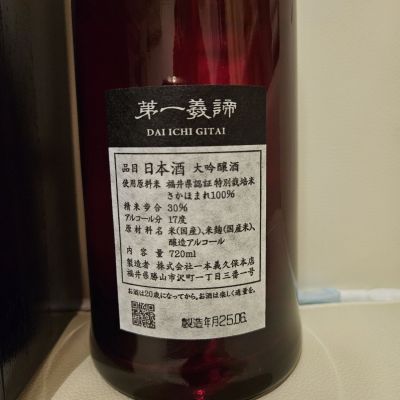 第一義諦
DAI ICHI GITAI
品目 日本酒 大吟醸酒
使用原料米 福井県認証特別栽培米
さかほまれ100%
精米歩合 30%
アルコール分 17度
原材料名 米(国産)、米麹(国産米)、
醸造アルコール
内容量 720ml
製造者 株式会社一本義久保本店
福井県勝山市沢町一丁目三番一号
お酒は20歳になってから。お酒は楽しく適量を。
製造年月25.06.